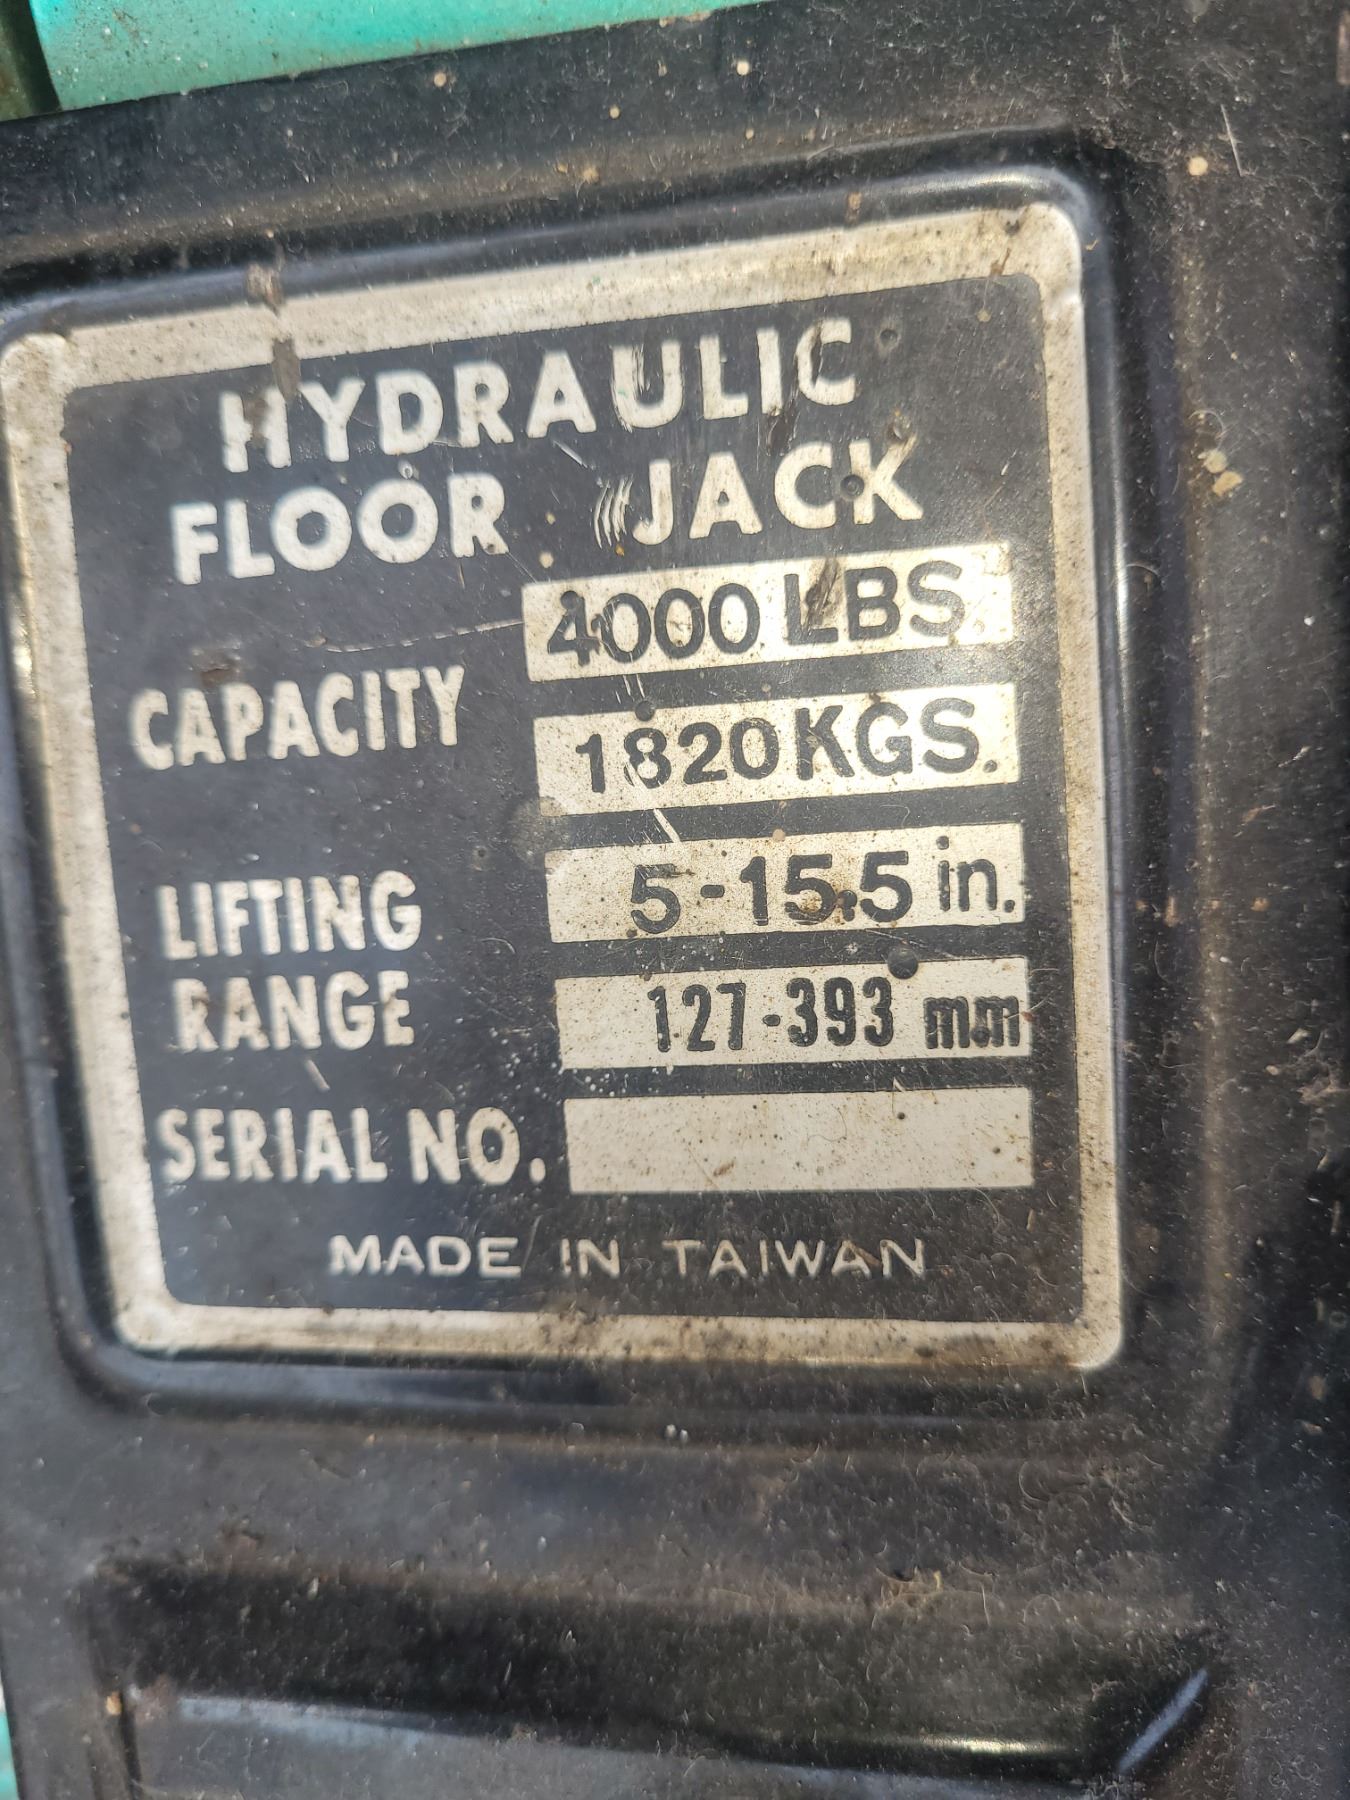 HYDRAULIC
FLOOR JACK
CAPACITY
4000 LBS
1820 KGS.
LIFTING
RANGE
5-15.5 in.
127-393 mm
SERIAL NO.
MADE IN TAIWAN